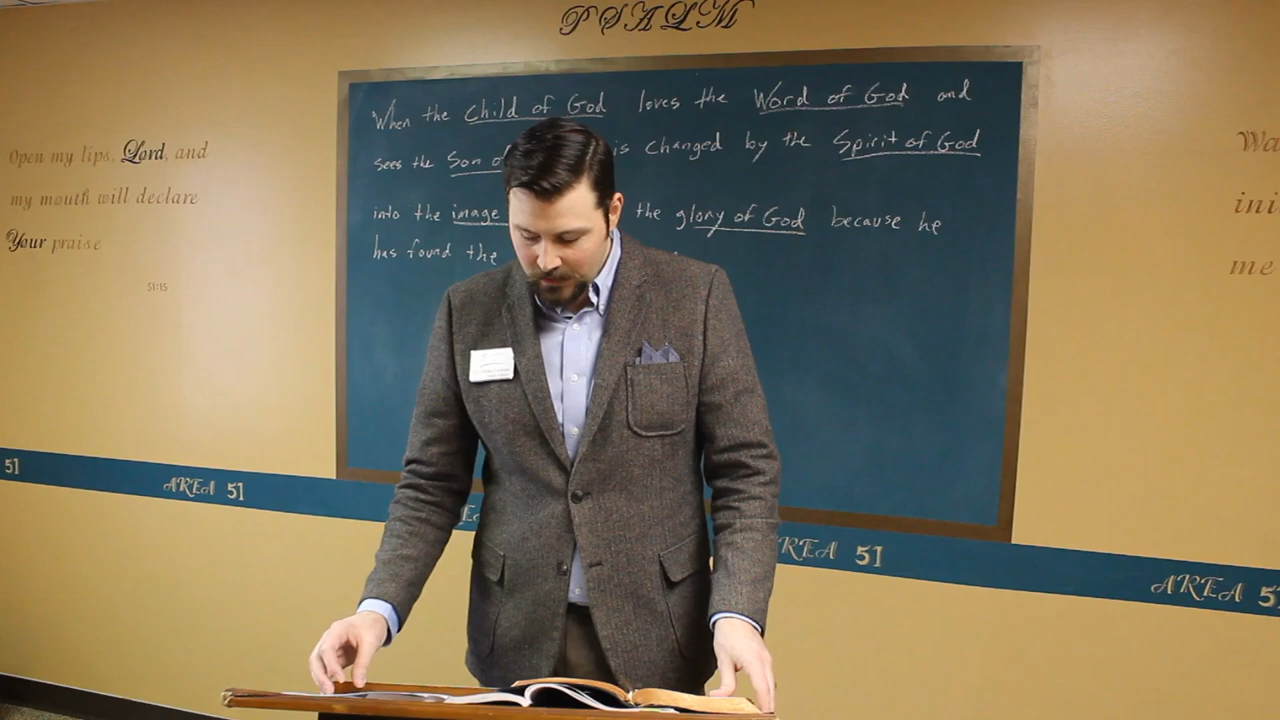 PSALM
When the Child of God loves the Word of God and
sees the Son is changed by the Spirit of God
into the image the glory of God because he
has found the
Open my lips, Lord, and
my mouth will declare
Your praise
51:15
Wa
ini
me
51 AREA 51
REA 51 AREA 5